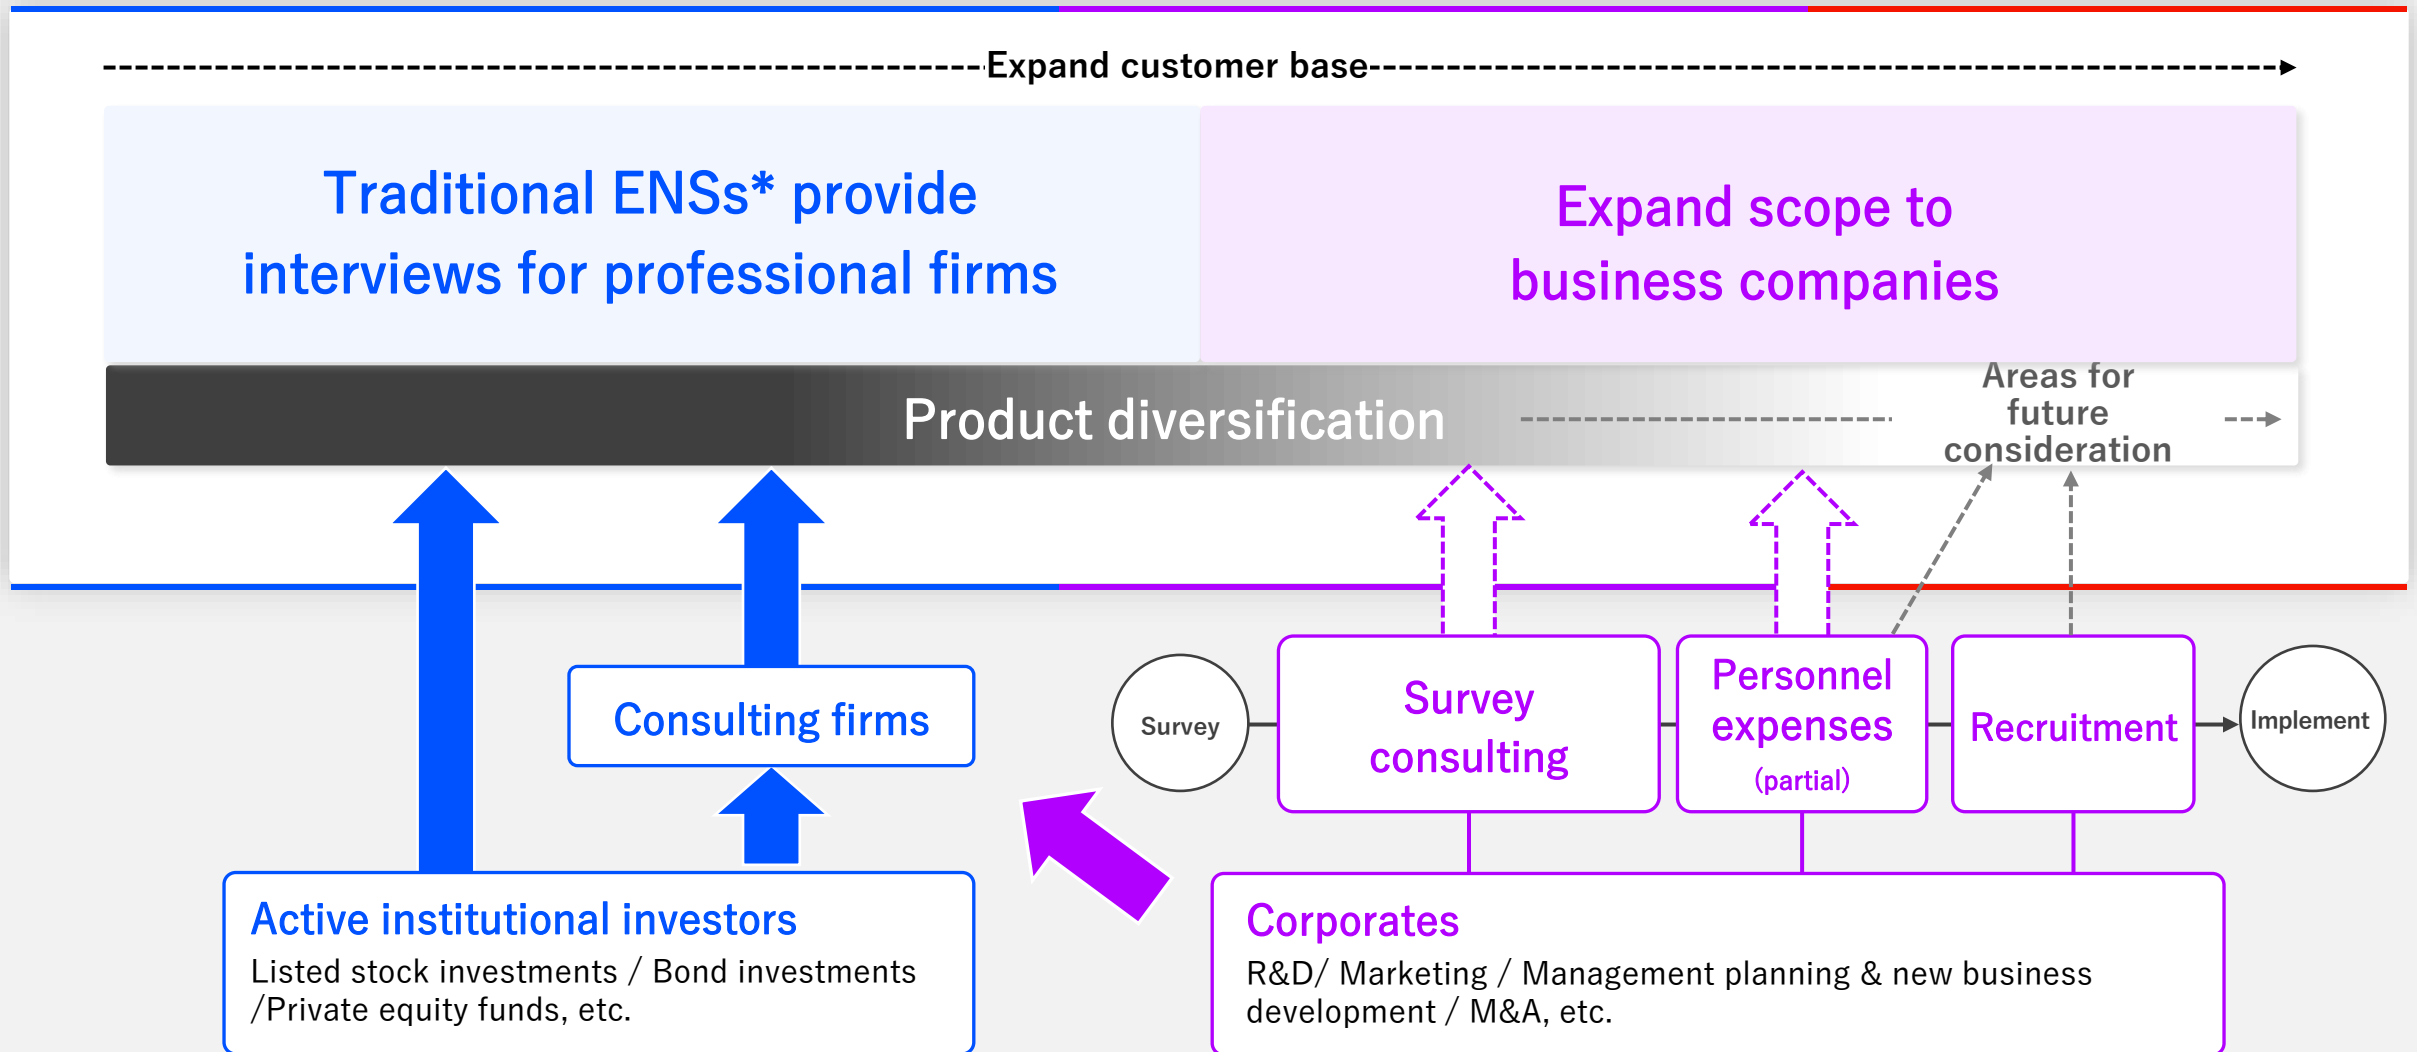 Expand customer base
Traditional ENSs* provide
interviews for professional firms
Expand scope to
business companies
Product diversification
Areas for
future
consideration
Consulting firms
Survey
Survey
consulting
Personnel
expenses
(partial)
Recruitment
Implement
Active institutional investors
Listed stock investments / Bond investments
/Private equity funds, etc.
Corporates
R&D/ Marketing / Management planning & new business
development / M&A, etc.